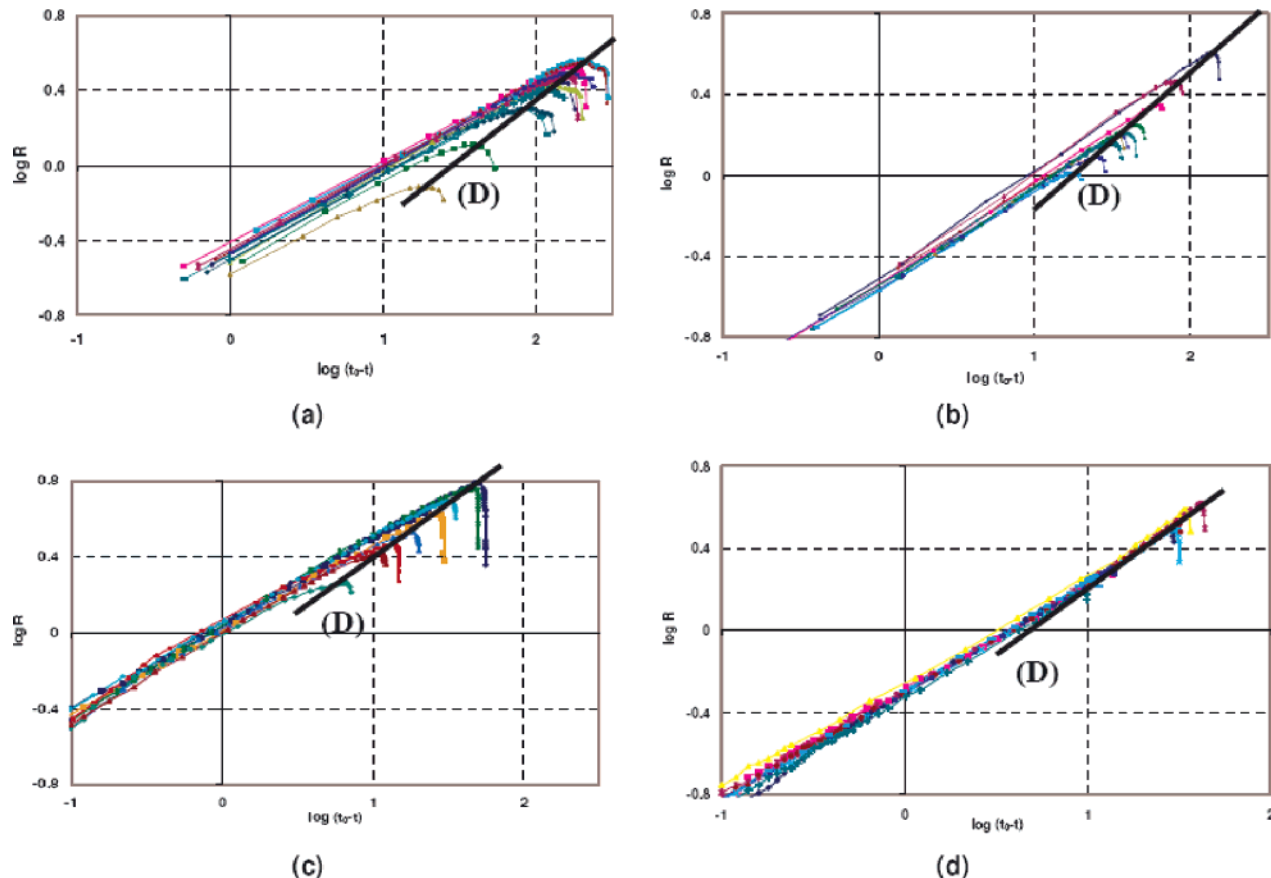 0.8 0.8
0.4 0.4
log R 0.0 log R 0
(D) (D)
-0.4 -0.4
-0.8 -0.8
-1 0 1 2 -1 0 1 2
log (t₀-t) log (t₀-t)
(a) (b)
0.8 0.8
0.4 0.4
log R 0 log R 0
(D) (D)
-0.4 -0.4
-0.8 -0.8
-1 0 1 2 -1 0 1 2
log (t₀-t) log (t₀-t)
(c) (d)